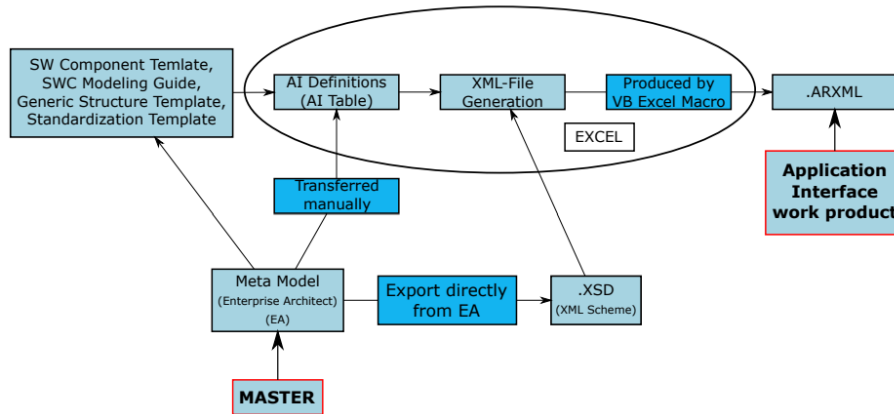 SW Component Temlate,
SWC Modeling Guide,
Generic Structure Template,
Standardization Template
AI Definitions
(AI Table)
XML-File
Generation
Produced by
VB Excel Macro
.ARXML
EXCEL
Application
Interface
work product
Transferred
manually
Meta Model
(Enterprise Architect)
(EA)
Export directly
from EA
.XSD
(XML Scheme)
MASTER